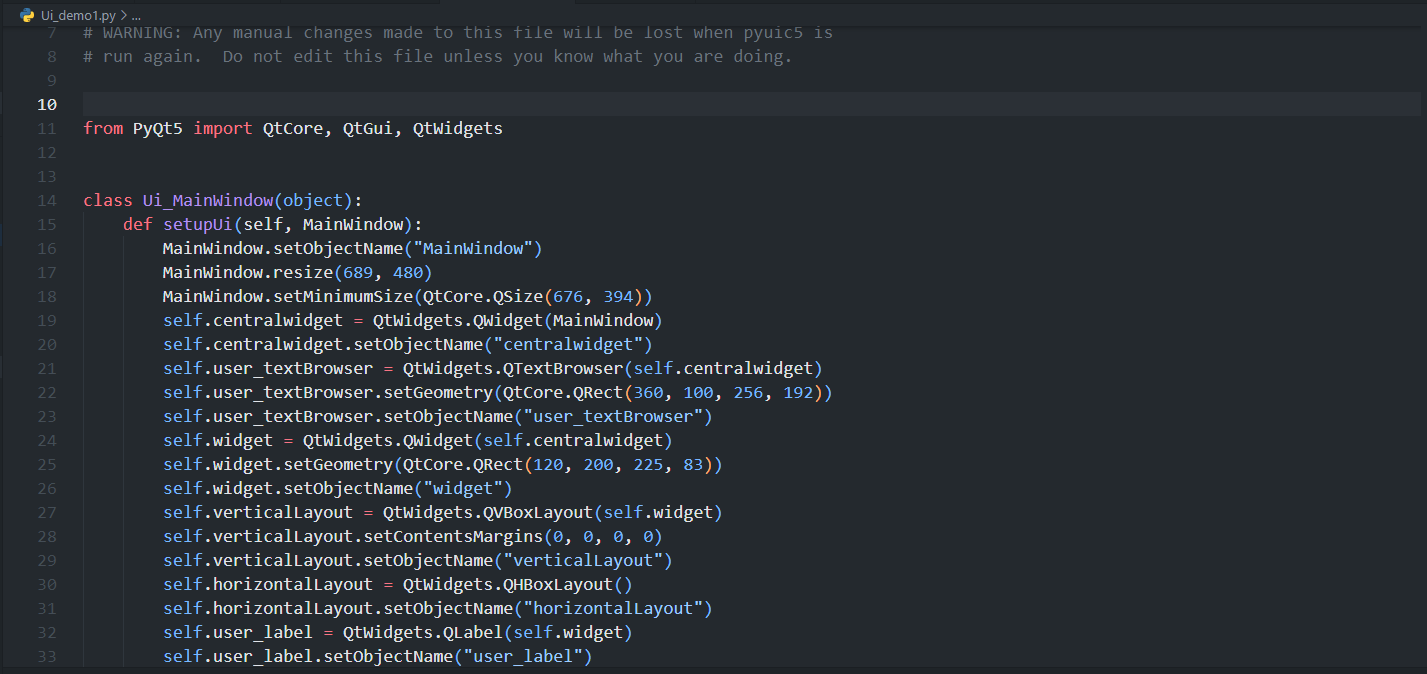 Ui_demo1.py > ...
7 # WARNING: Any manual changes made to this file will be lost when pyuic5 is
8 # run again.  Do not edit this file unless you know what you are doing.
9
10
11 from PyQt5 import QtCore, QtGui, QtWidgets
12
13
14 class Ui_MainWindow(object):
15     def setupUi(self, MainWindow):
16         MainWindow.setObjectName("MainWindow")
17         MainWindow.resize(689, 480)
18         MainWindow.setMinimumSize(QtCore.QSize(676, 394))
19         self.centralwidget = QtWidgets.QWidget(MainWindow)
20         self.centralwidget.setObjectName("centralwidget")
21         self.user_textBrowser = QtWidgets.QTextBrowser(self.centralwidget)
22         self.user_textBrowser.setGeometry(QtCore.QRect(360, 100, 256, 192))
23         self.user_textBrowser.setObjectName("user_textBrowser")
24         self.widget = QtWidgets.QWidget(self.centralwidget)
25         self.widget.setGeometry(QtCore.QRect(120, 200, 225, 83))
26         self.widget.setObjectName("widget")
27         self.verticalLayout = QtWidgets.QVBoxLayout(self.widget)
28         self.verticalLayout.setContentsMargins(0, 0, 0, 0)
29         self.verticalLayout.setObjectName("verticalLayout")
30         self.horizontalLayout = QtWidgets.QHBoxLayout()
31         self.horizontalLayout.setObjectName("horizontalLayout")
32         self.user_label = QtWidgets.QLabel(self.widget)
33         self.user_label.setObjectName("user_label")